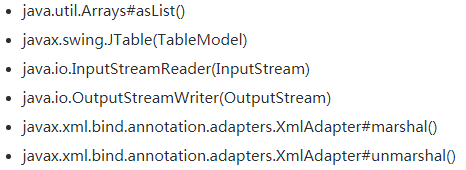 java.util.Arrays#asList()
javax.swing.JTable(TableModel)
java.io.InputStreamReader(InputStream)
java.io.OutputStreamWriter(OutputStream)
javax.xml.bind.annotation.adapters.XmlAdapter#marshal()
javax.xml.bind.annotation.adapters.XmlAdapter#unmarshal()